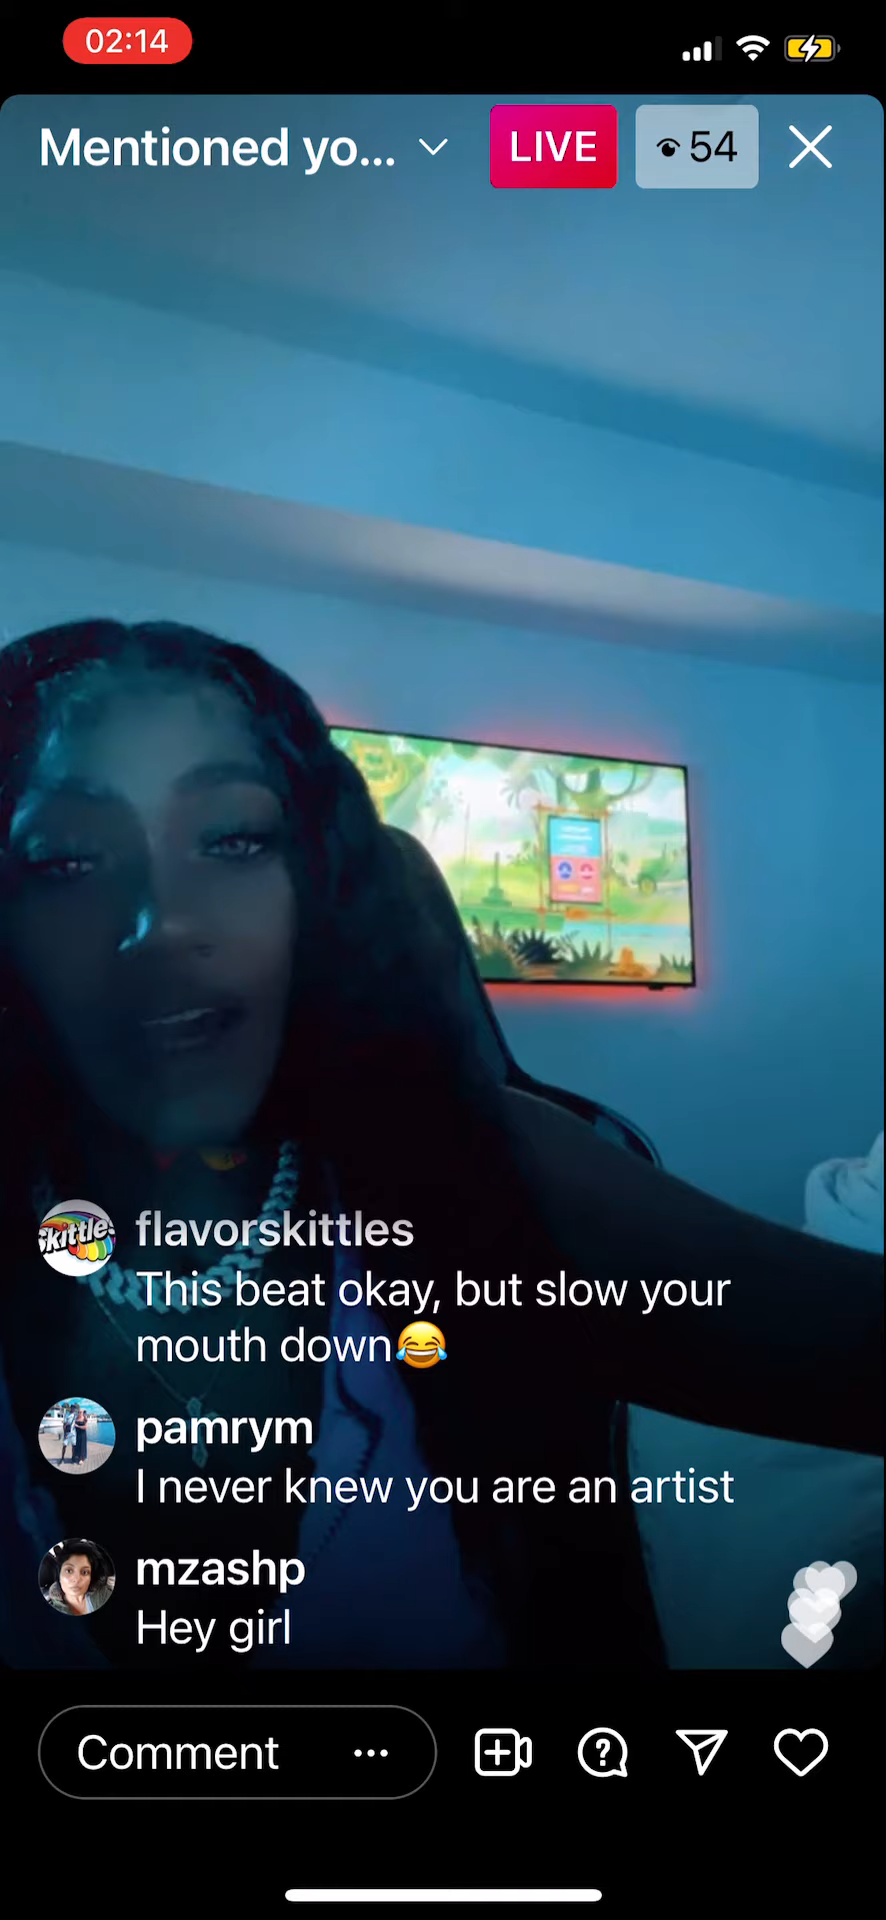 02:14
Mentioned yo...
LIVE
54
flavorskittles
This beat okay, but slow your
mouth down😂
pamrym
I never knew you are an artist
mzashp
Hey girl
Comment